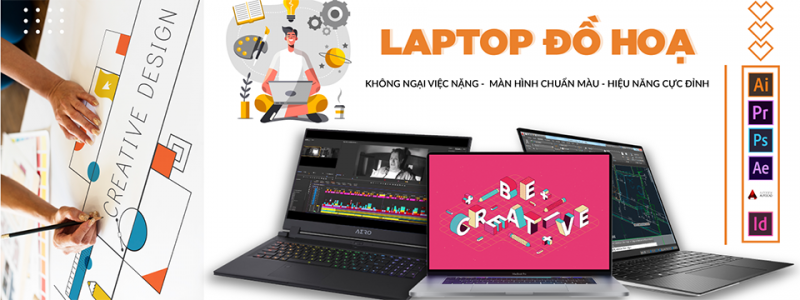 CREATIVE DESIGN
LAPTOP ĐỒ HOẠ
KHÔNG NGẠI VIỆC NẶNG - MÀN HÌNH CHUẨN MÀU - HIỆU NĂNG CỰC ĐỈNH
BE
CREATIVE
Ai
Pr
Ps
Ae
Id